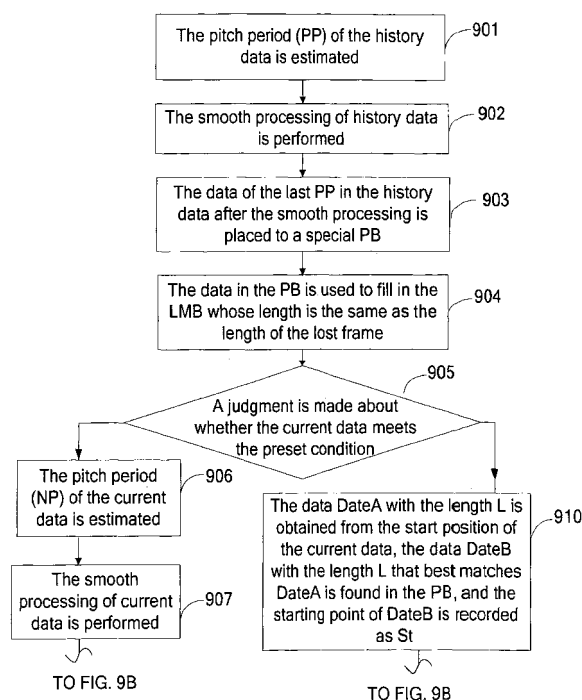 The pitch period (PP) of the history
data is estimated
901
The smooth processing of history data
is performed
902
The data of the last PP in the history
data after the smooth processing is
placed to a special PB
903
The data in the PB is used to fill in the
LMB whose length is the same as the
length of the lost frame
904
905
A judgment is made about
whether the current data meets
the preset condition
The pitch period
(NP) of the current
data is estimated
906
The smooth
processing of current
data is performed
907
TO FIG. 9B
The data DateA with the length L is
obtained from the start position of
the current data, the data DateB
with the length L that best matches
DateA is found in the PB, and the
starting point of DateB is recorded
as St
910
TO FIG. 9B